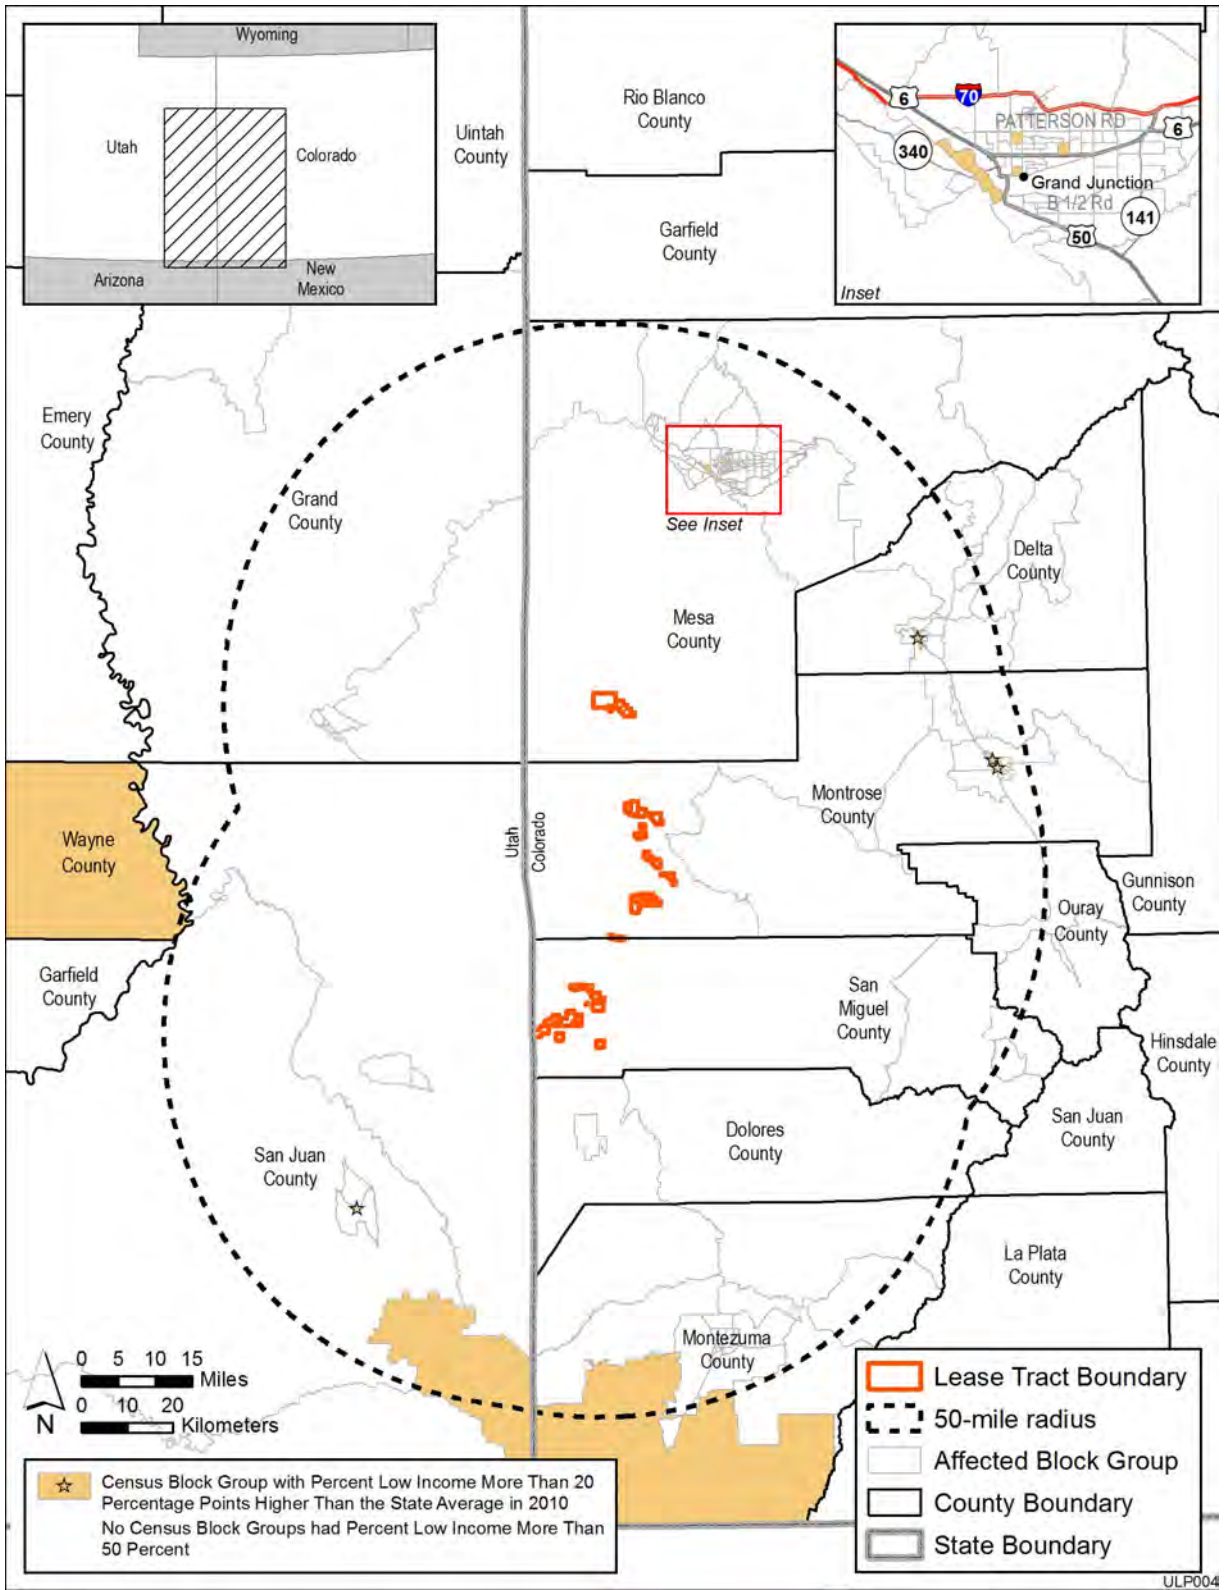 Wyoming
Utah
Colorado
Arizona
New
Mexico
Uintah
County
Rio Blanco
County
Garfield
County
6
70
PATTERSON RD
6
340
Grand Junction
B 1/2 Rd
141
50
Inset
Emery
County
Grand
County
See Inset
Delta
County
Mesa
County
Wayne
County
Utah
Colorado
Montrose
County
Gunnison
County
Ouray
County
Garfield
County
San
Miguel
County
Hinsdale
County
Dolores
County
San Juan
County
San Juan
County
La Plata
County
Montezuma
County
0 5 10 15
Miles
0 10 20
Kilometers
N
Census Block Group with Percent Low Income More Than 20
Percentage Points Higher Than the State Average in 2010
No Census Block Groups had Percent Low Income More Than
50 Percent
Lease Tract Boundary
50-mile radius
Affected Block Group
County Boundary
State Boundary
ULP004